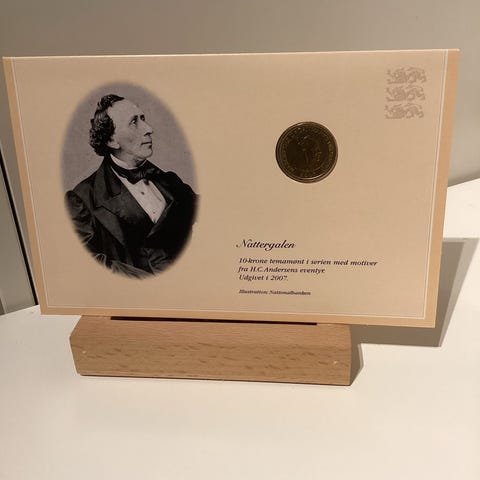 Nattergalen
10-krone temamønt i serien med motiver
fra H.C. Andersens eventyr.
Udgivet i 2007.
Illustration: Nationalbanken